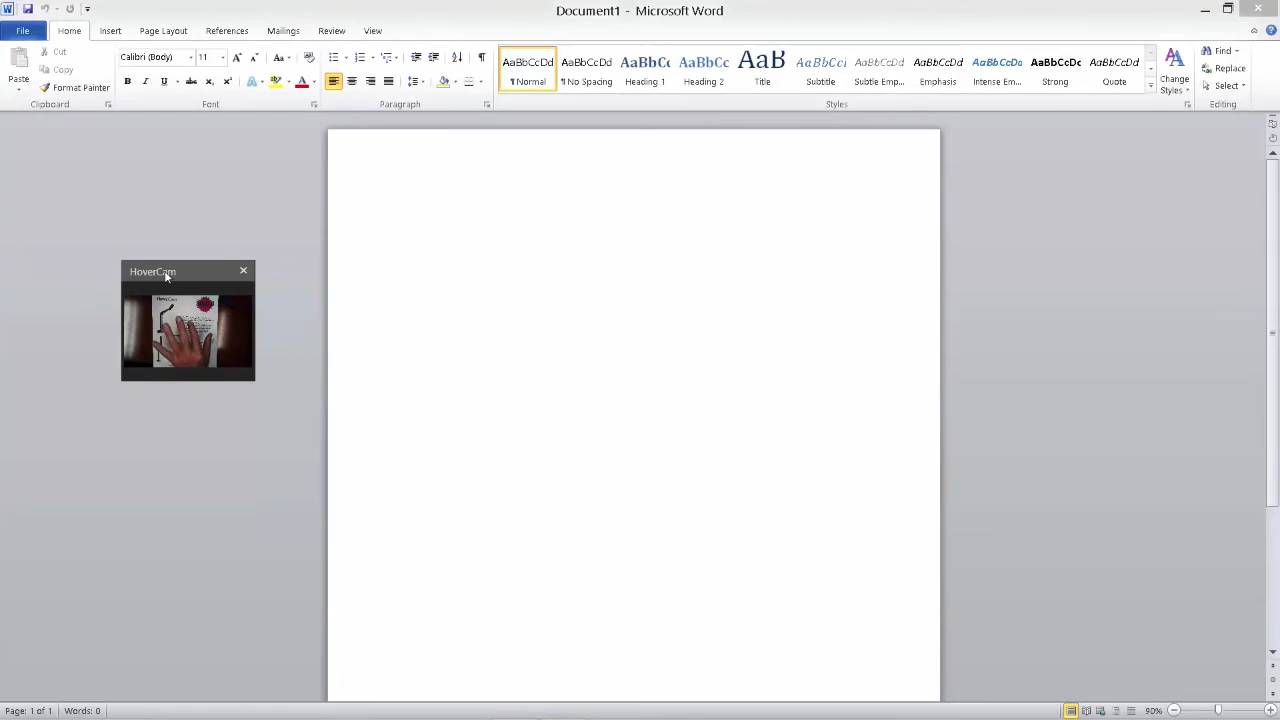 Document1 - Microsoft Word
File Home Insert Page Layout References Mailings Review View
Paste
Cut
Copy
Format Painter
Clipboard
Calibri (Body) 11
Font
Paragraph
AaBbCcDd AaBbCcDd AaBbCc AaBbCc AaB AaBbCcI AaBbCcDd AaBbCcDd AaBbCcDd AaBbCcDd AaBbCcDd
¶ Normal ¶ No Spacing Heading 1 Heading 2 Title Subtitle Subtle Emp... Emphasis Intense Em... Strong Quote
Styles
Change
Styles
Find
Replace
Select
Editing
HoverCam
Page: 1 of 1 Words: 0 90%